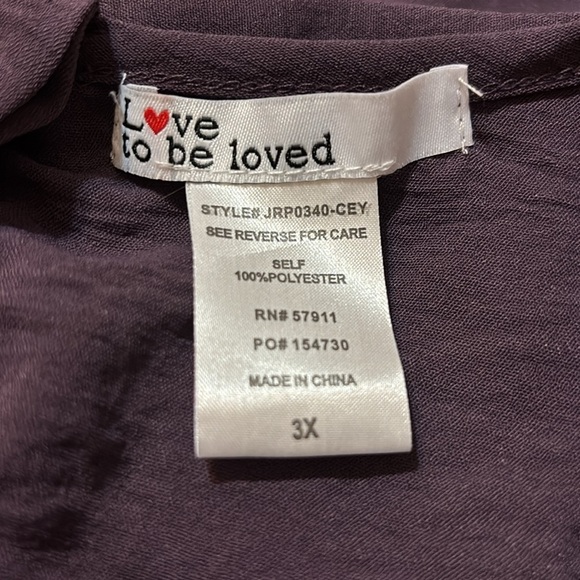 L♥ve
to be loved
STYLE# JRP0340-CEY
SEE REVERSE FOR CARE
SELF
100%POLYESTER
RN# 57911
PO# 154730
MADE IN CHINA
3X